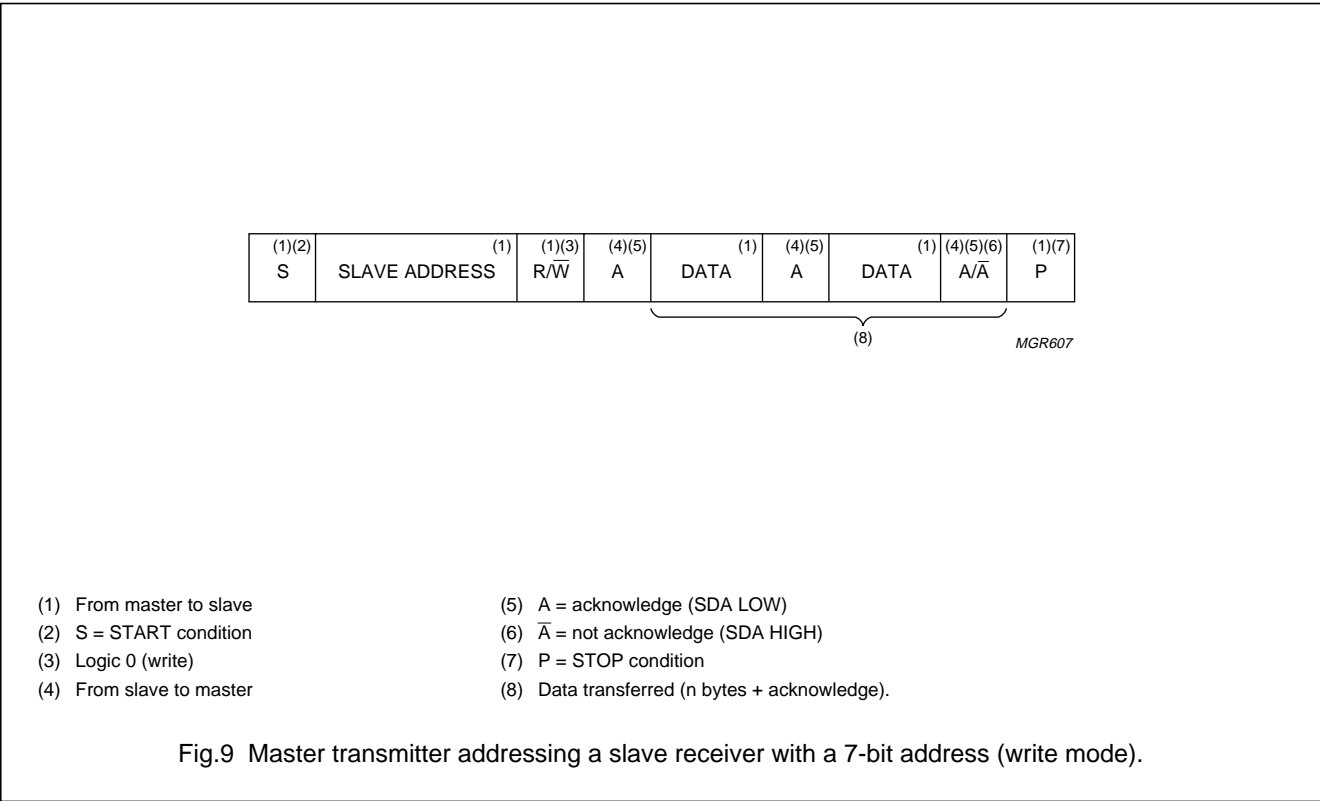 (1)(2) (1) (1)(3) (4)(5) (1) (4)(5) (1) (4)(5)(6) (1)(7)
S SLAVE ADDRESS R/W̅ A DATA A DATA A/A̅ P
(8)
MGR607
(1) From master to slave
(2) S = START condition
(3) Logic 0 (write)
(4) From slave to master
(5) A = acknowledge (SDA LOW)
(6) A̅ = not acknowledge (SDA HIGH)
(7) P = STOP condition
(8) Data transferred (n bytes + acknowledge).
Fig.9 Master transmitter addressing a slave receiver with a 7-bit address (write mode).